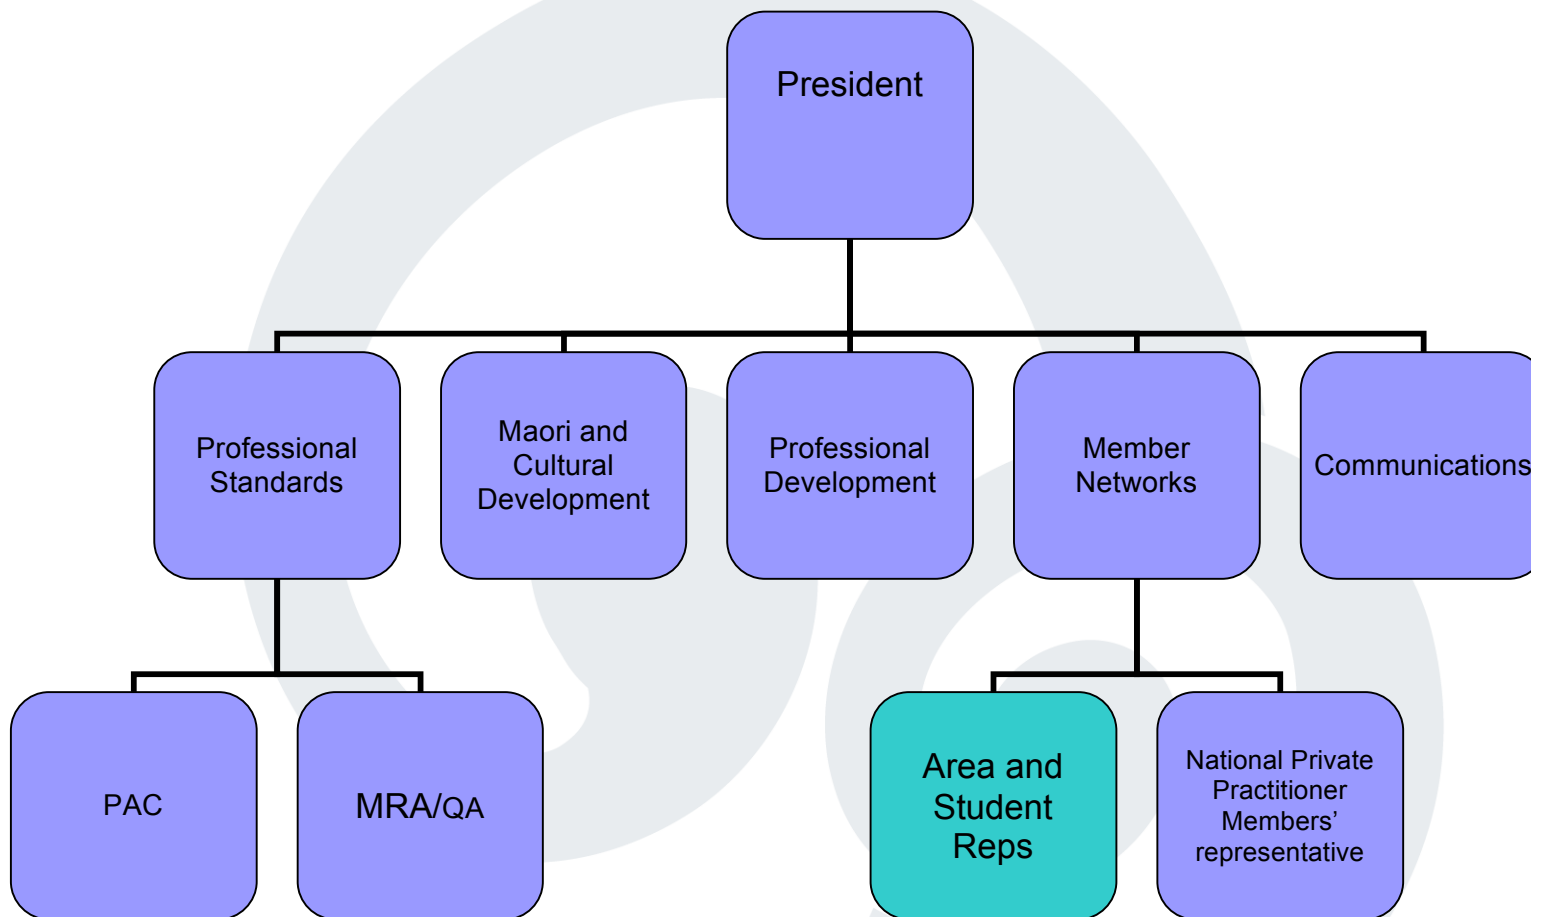 President
Professional
Standards
Maori and
Cultural
Development
Professional
Development
Member
Networks
Communications
PAC
MRA/QA
Area and
Student
Reps
National Private
Practitioner
Members’
representative